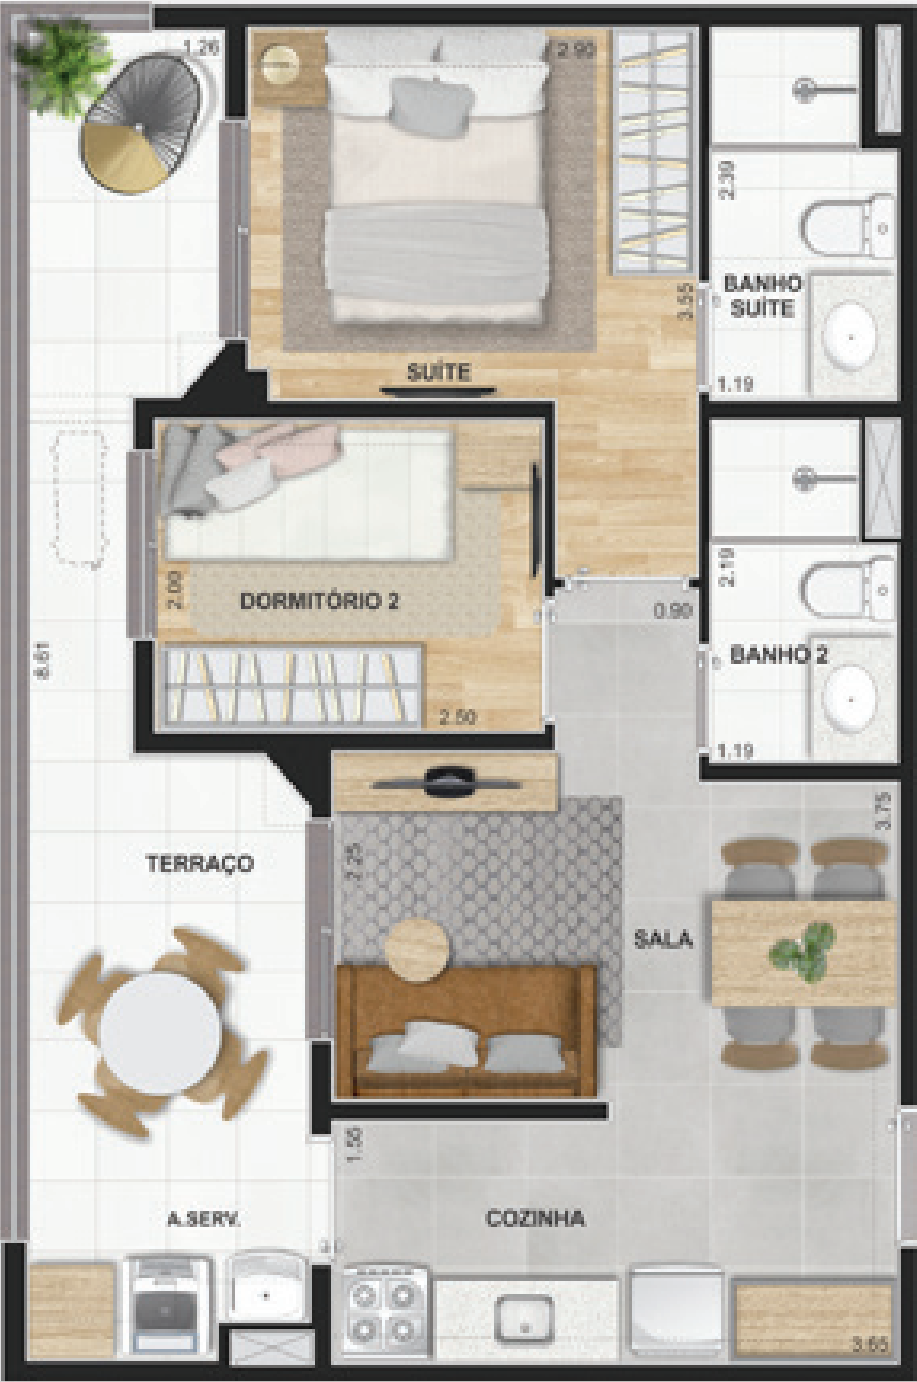 1.26
2.90
2.39
BANHO
SUÍTE
3.55
SUÍTE
1.19
2.00
DORMITÓRIO 2
0.90
2.19
BANHO 2
8.61
2.50
1.19
3.75
2.25
TERRAÇO
SALA
1.55
A.SERV.
COZINHA
3.65